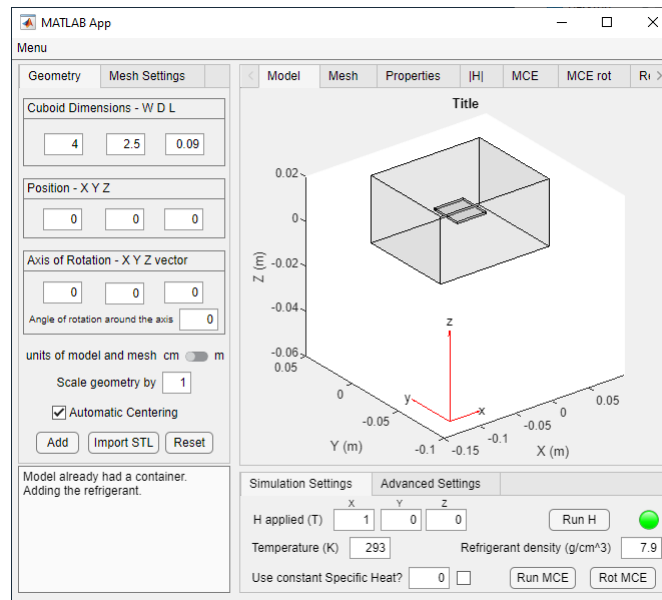 MATLAB App
Menu
Geometry
Mesh Settings
Cuboid Dimensions - W D L
4
2.5
0.09
Position - X Y Z
0
0
0
Axis of Rotation - X Y Z vector
0
0
0
Angle of rotation around the axis
0
units of model and mesh
cm
m
Scale geometry by
1
Automatic Centering
Add
Import STL
Reset
Model already had a container.
Adding the refrigerant.
Model
Mesh
Properties
|H|
MCE
MCE rot
Title
0.02
0
-0.02
-0.04
-0.06
Z (m)
0.05
0
-0.05
-0.1
Y (m)
-0.15
-0.1
-0.05
0
0.05
X (m)
z
y
x
Simulation Settings
Advanced Settings
X
Y
Z
H applied (T)
1
0
0
Run H
Temperature (K)
293
Refrigerant density (g/cm^3)
7.9
Use constant Specific Heat?
0
Run MCE
Rot MCE